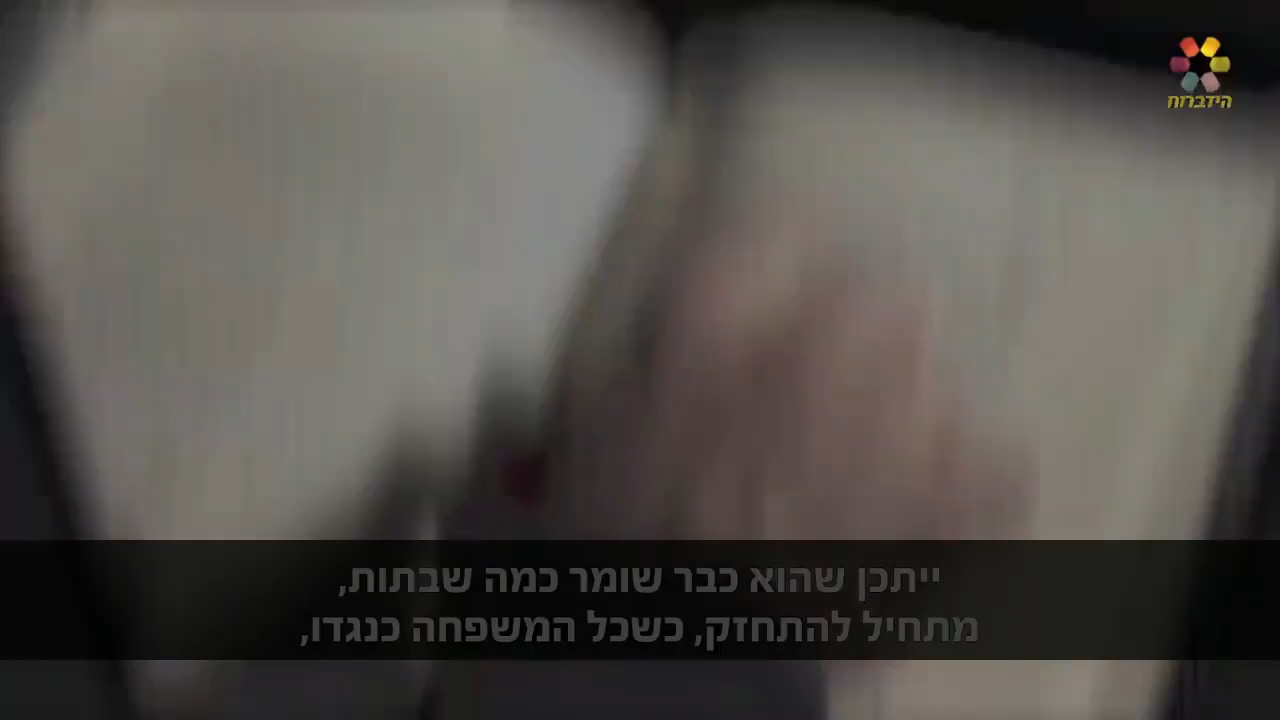 הידברות
ייתכן שהוא כבר שומר כמה שבתות,
מתחיל להתחזק, כשכל המשפחה כנגדו,